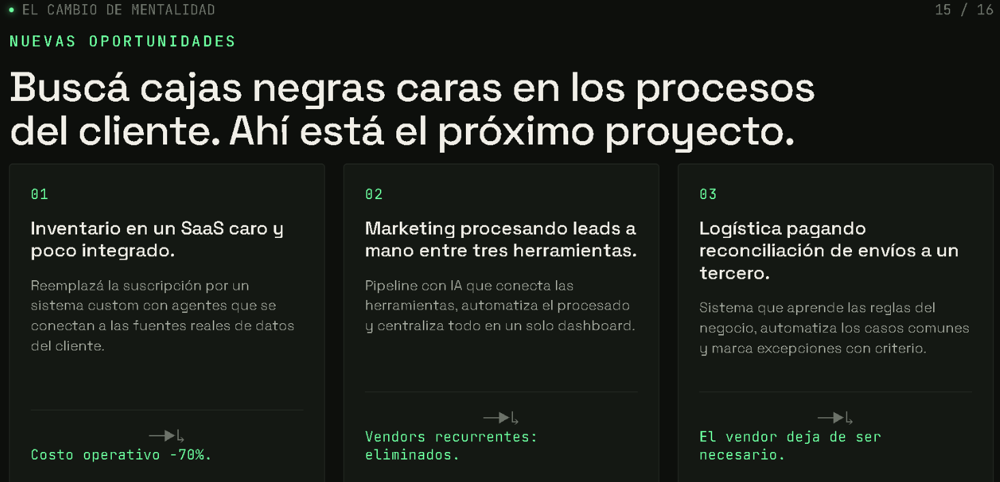 EL CAMBIO DE MENTALIDAD
15 / 16
NUEVAS OPORTUNIDADES
Buscá cajas negras caras en los procesos
del cliente. Ahí está el próximo proyecto.
01
Inventario en un SaaS caro y
poco integrado.
Reemplazá la suscripción por un
sistema custom con agentes que se
conectan a las fuentes reales de datos
del cliente.
Costo operativo -70%.
02
Marketing procesando leads a
mano entre tres herramientas.
Pipeline con IA que conecta las
herramientas, automatiza el procesado
y centraliza todo en un solo dashboard.
Vendors recurrentes:
eliminados.
03
Logística pagando
reconciliación de envíos a un
tercero.
Sistema que aprende las reglas del
negocio, automatiza los casos comunes
y marca excepciones con criterio.
El vendor deja de ser
necesario.